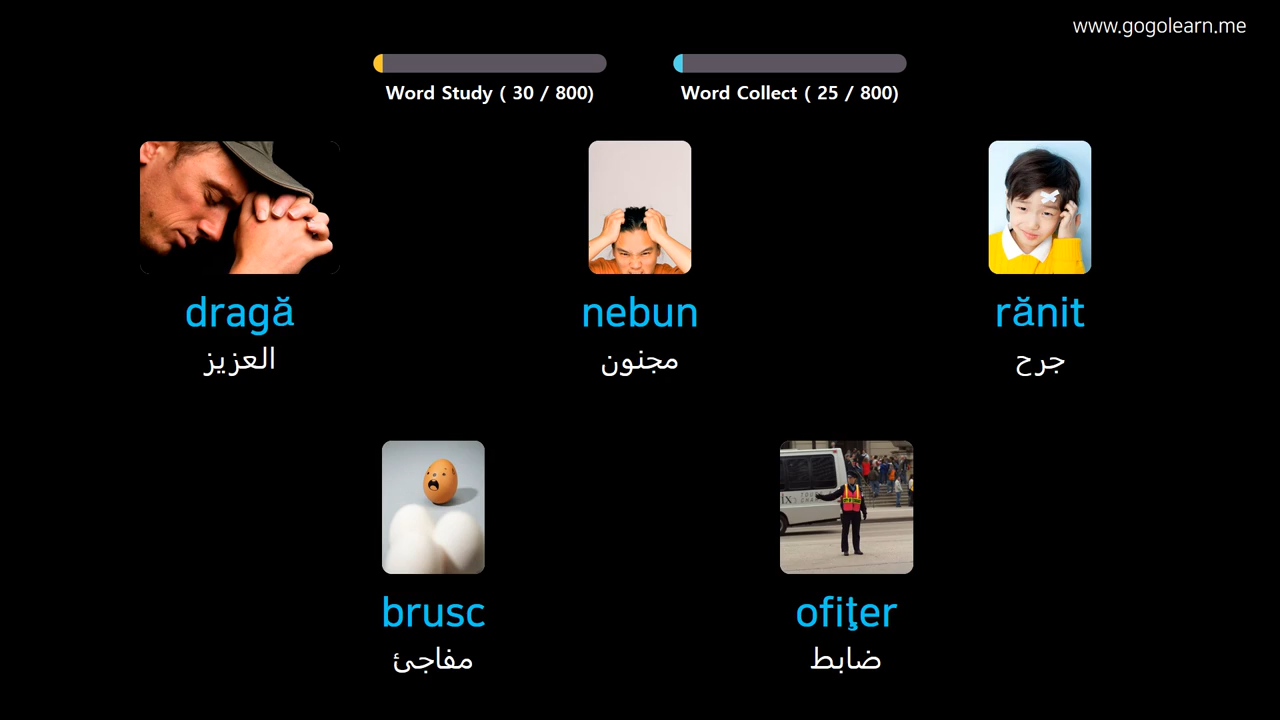 www.gogolearn.me
Word Study ( 30 / 800)
Word Collect ( 25 / 800)
dragă
nebun
rănit
العزيز
مجنون
جرح
brusc
ofiţer
مفاجئ
ضابط